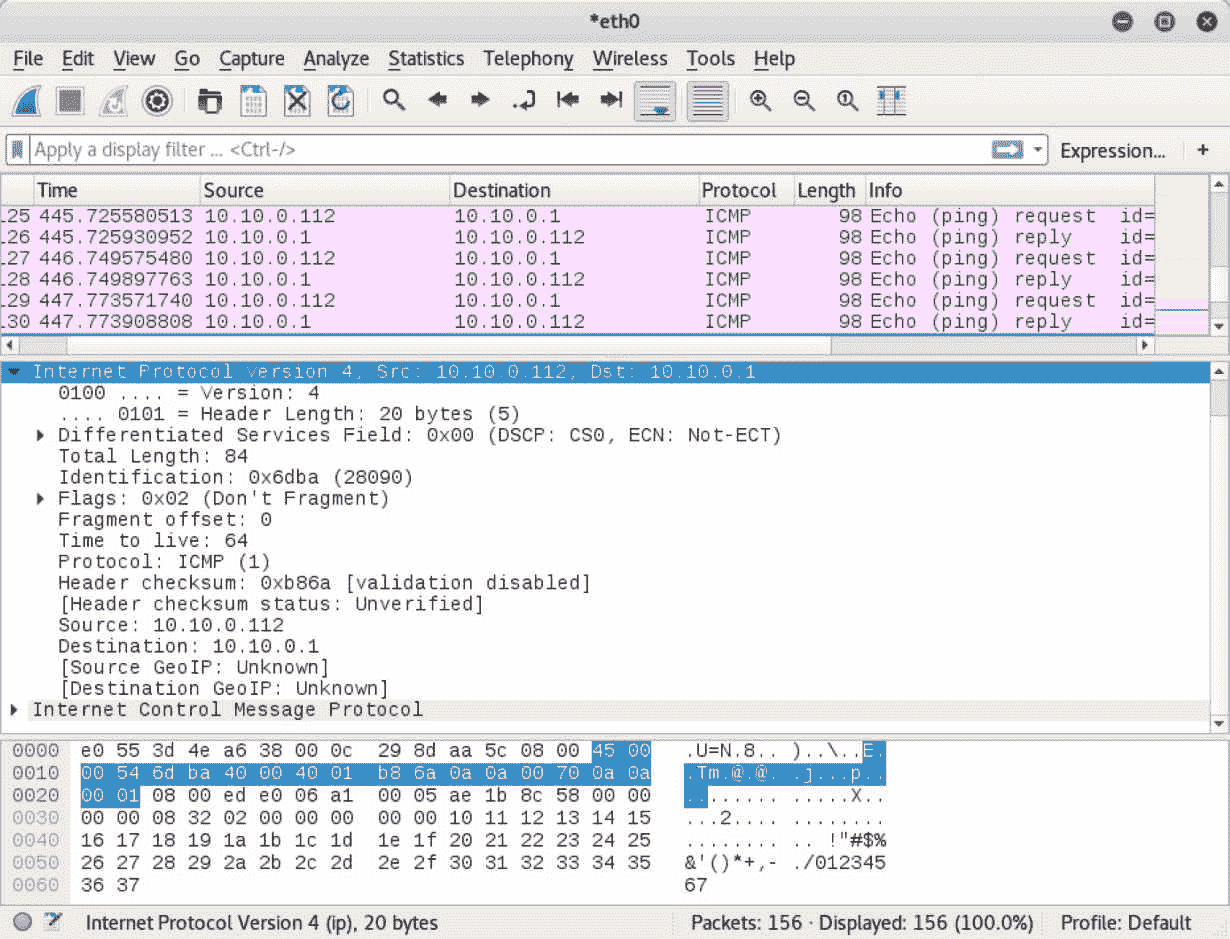 *eth0
File Edit View Go Capture Analyze Statistics Telephony Wireless Tools Help
Apply a display filter ... <Ctrl-/> Expression... +
Time Source Destination Protocol Length Info
.25 445.725580513 10.10.0.112 10.10.0.1 ICMP 98 Echo (ping) request id=
.26 445.725930952 10.10.0.1 10.10.0.112 ICMP 98 Echo (ping) reply id=
.27 446.749575480 10.10.0.112 10.10.0.1 ICMP 98 Echo (ping) request id=
.28 446.749897763 10.10.0.1 10.10.0.112 ICMP 98 Echo (ping) reply id=
.29 447.773571740 10.10.0.112 10.10.0.1 ICMP 98 Echo (ping) request id=
.30 447.773908808 10.10.0.1 10.10.0.112 ICMP 98 Echo (ping) reply id=
Internet Protocol Version 4, Src: 10.10.0.112, Dst: 10.10.0.1
0100 .... = Version: 4
.... 0101 = Header Length: 20 bytes (5)
Differentiated Services Field: 0x00 (DSCP: CS0, ECN: Not-ECT)
Total Length: 84
Identification: 0x6dba (28090)
Flags: 0x02 (Don't Fragment)
Fragment offset: 0
Time to live: 64
Protocol: ICMP (1)
Header checksum: 0xb86a [validation disabled]
[Header checksum status: Unverified]
Source: 10.10.0.112
Destination: 10.10.0.1
[Source GeoIP: Unknown]
[Destination GeoIP: Unknown]
Internet Control Message Protocol
0000 e0 55 3d 4e a6 38 00 0c 29 8d aa 5c 08 00 45 00 .U=N.8.. )..\..E.
0010 00 54 6d ba 40 00 40 01 b8 6a 0a 0a 00 70 0a 0a .Tm.@.@. .j...p..
0020 00 01 08 00 ed e0 06 a1 00 05 ae 1b 8c 58 00 00 ........ .....X..
0030 00 00 08 32 02 00 00 00 00 00 10 11 12 13 14 15 ...2.... ........
0040 16 17 18 19 1a 1b 1c 1d 1e 1f 20 21 22 23 24 25 ........ .. !"#$%
0050 26 27 28 29 2a 2b 2c 2d 2e 2f 30 31 32 33 34 35 &'()*+,- ./012345
0060 36 37 67
Internet Protocol Version 4 (ip), 20 bytes Packets: 156 · Displayed: 156 (100.0%) Profile: Default